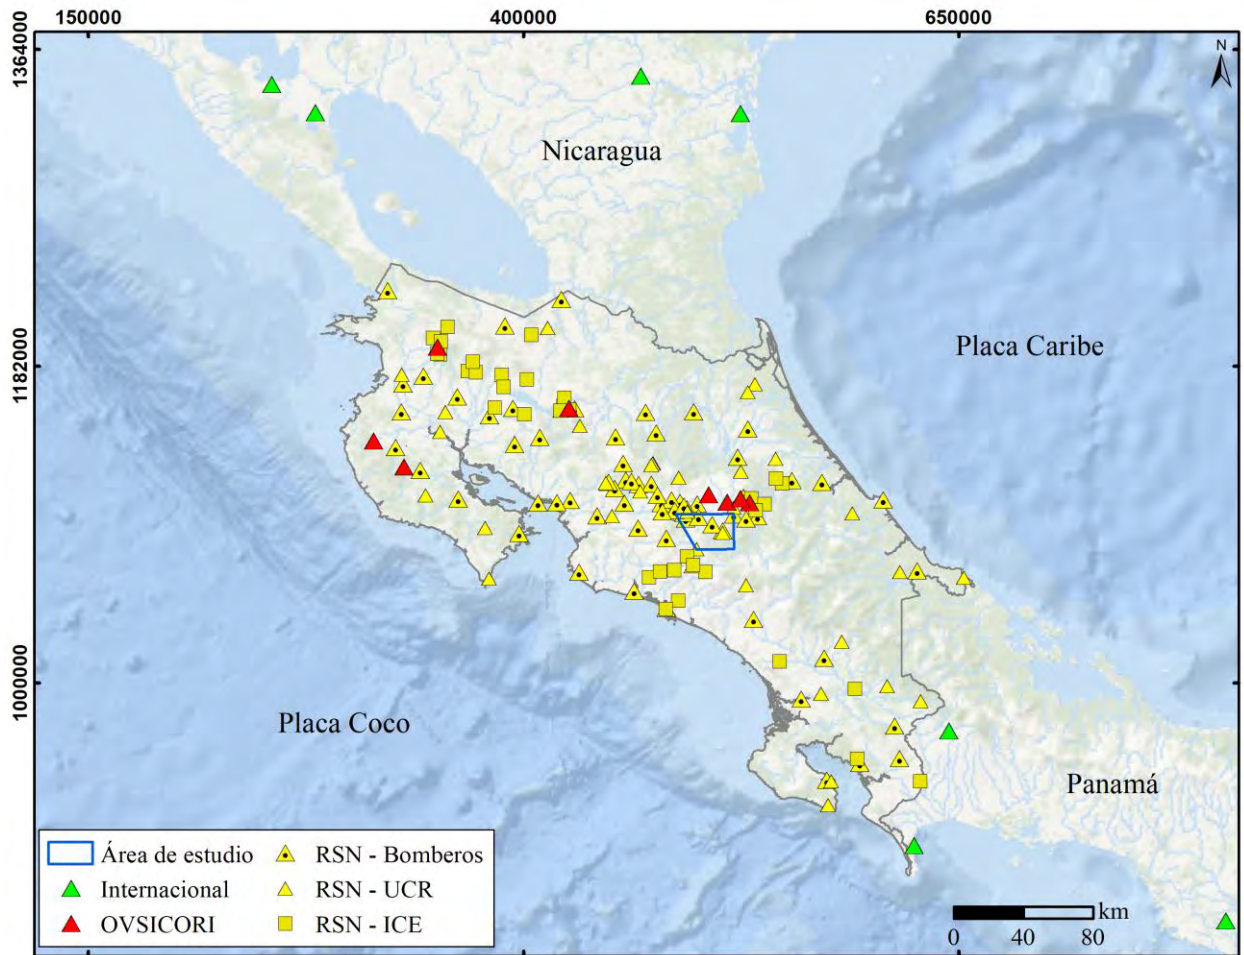 150000 400000 650000
1364000
N
Nicaragua
1182000
Placa Caribe
1000000
Placa Coco
Panamá
Área de estudio
RSN - Bomberos
Internacional
RSN - UCR
OVSICORI
RSN - ICE
km
0 40 80